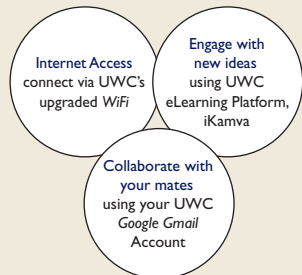 Internet Access
connect via UWC's
upgraded WiFi
Engage with
new ideas
using UWC
eLearning Platform,
iKamva
Collaborate with
your mates
using your UWC
Google Gmail
Account